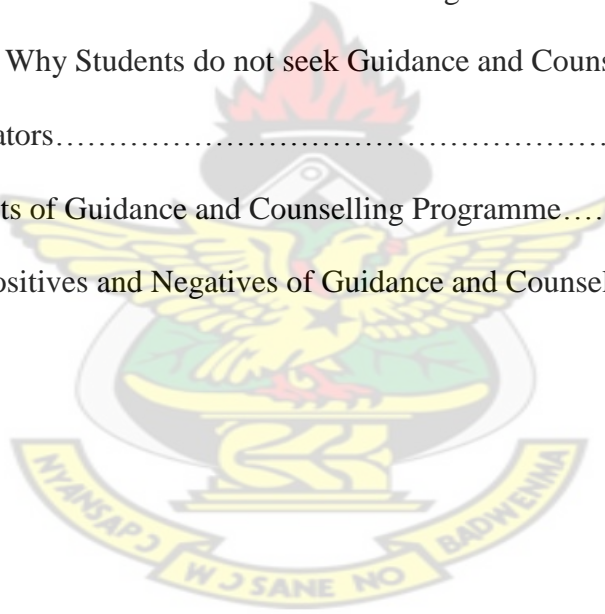 Why Students do not seek Guidance and Couns
ators……………………………………………….
ts of Guidance and Counselling Programme….
ositives and Negatives of Guidance and Counsel
NYANSAPƆ
WƆSANE NO
BADWENMA